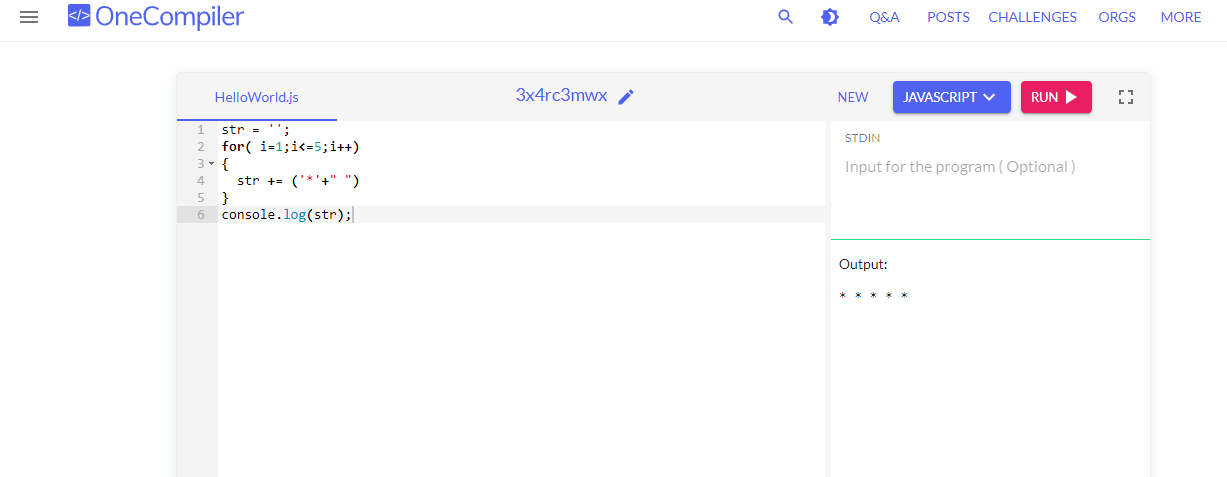 </> OneCompiler
Q&A POSTS CHALLENGES ORGS MORE
HelloWorld.js
3x4rc3mwx
NEW JAVASCRIPT RUN
1 str = '';
2 for( i=1;i<=5;i++)
3 {
4   str += ('*'+" ")
5 }
6 console.log(str);
STDIN
Input for the program ( Optional )
Output:
* * * * *